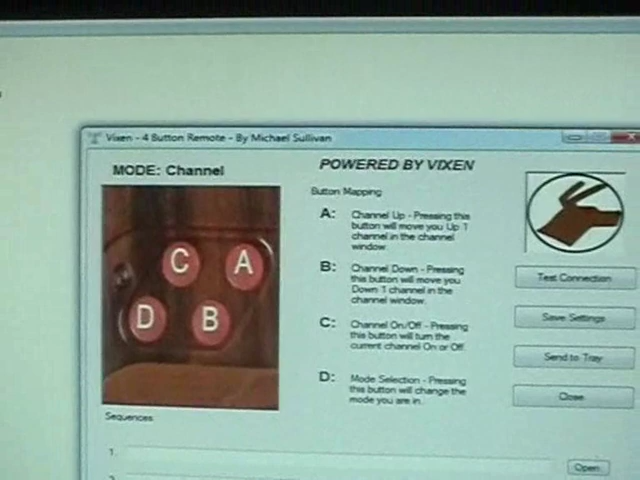 Vixen - 4 Button Remote - By Michael Sullivan
MODE: Channel
POWERED BY VIXEN
Button Mapping
C
A
D
B
A: Channel Up - Pressing this
button will move you Up 1
channel in the channel
window.
B: Channel Down - Pressing
this button will move you
Down 1 channel in the
channel window.
C: Channel On/Off - Pressing
this button will turn the
current channel On or Off.
D: Mode Selection - Pressing
this button will change the
mode you are in.
Test Connection
Save Settings
Send to Tray
Close
Sequences
1.
Open